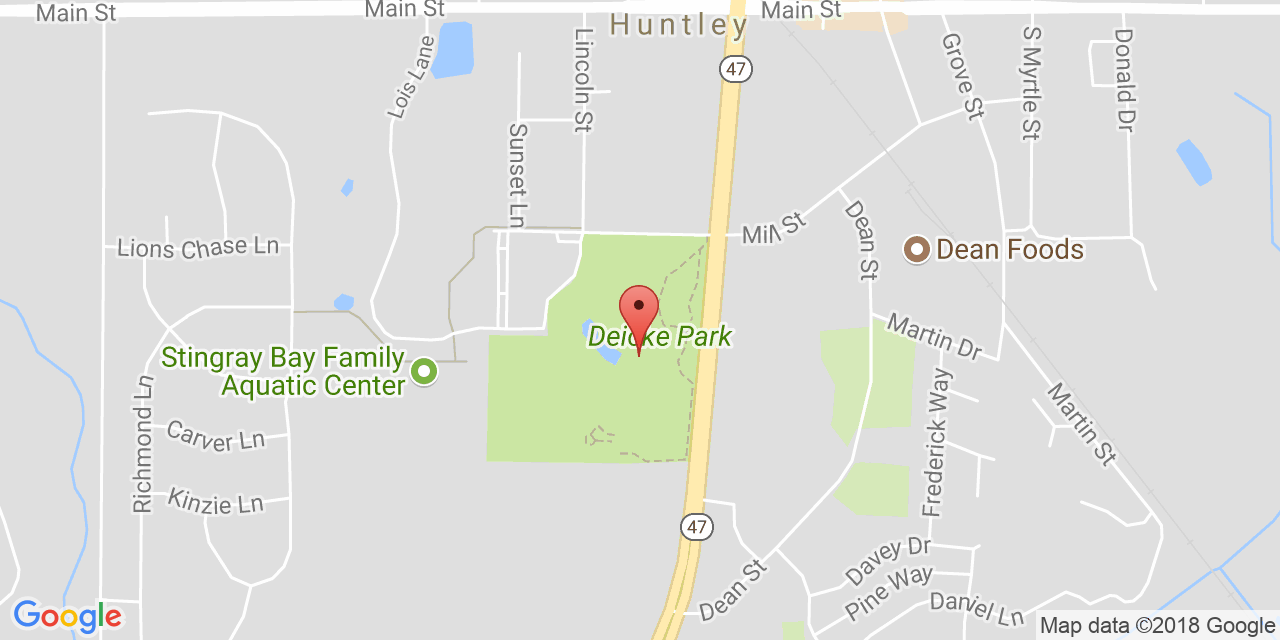 Main St
Main St
Main St
Huntley
47
Lois Lane
Lincoln St
Sunset Ln
Grove St
S Myrtle St
Donald Dr
Mill St
Dean St
Dean Foods
Lions Chase Ln
Deicke Park
Martin Dr
Stingray Bay Family
Aquatic Center
Richmond Ln
Carver Ln
Kinzie Ln
Frederick Way
Martin St
47
Davey Dr
Pine Way
Dean St
Daniel Ln
Google
Map data ©2018 Google